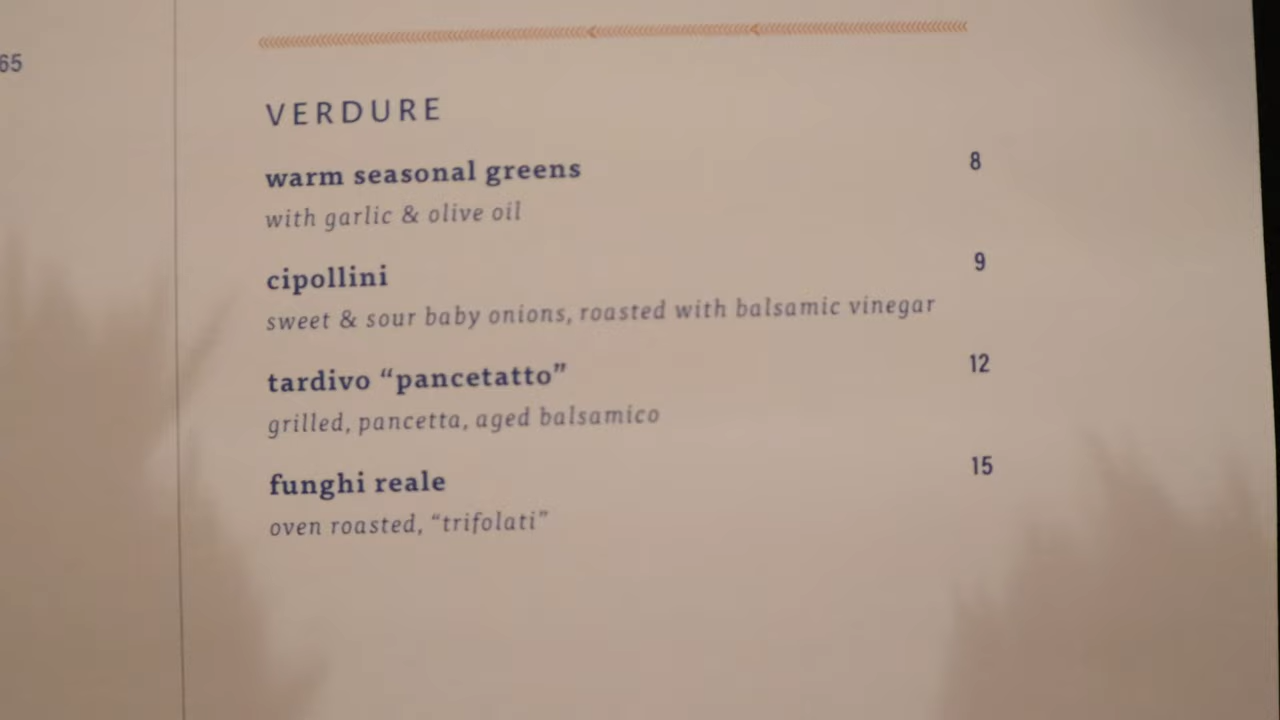 65
VERDURE
warm seasonal greens 8
with garlic & olive oil
cipollini 9
sweet & sour baby onions, roasted with balsamic vinegar
tardivo “pancetatto” 12
grilled, pancetta, aged balsamico
funghi reale 15
oven roasted, “trifolati”